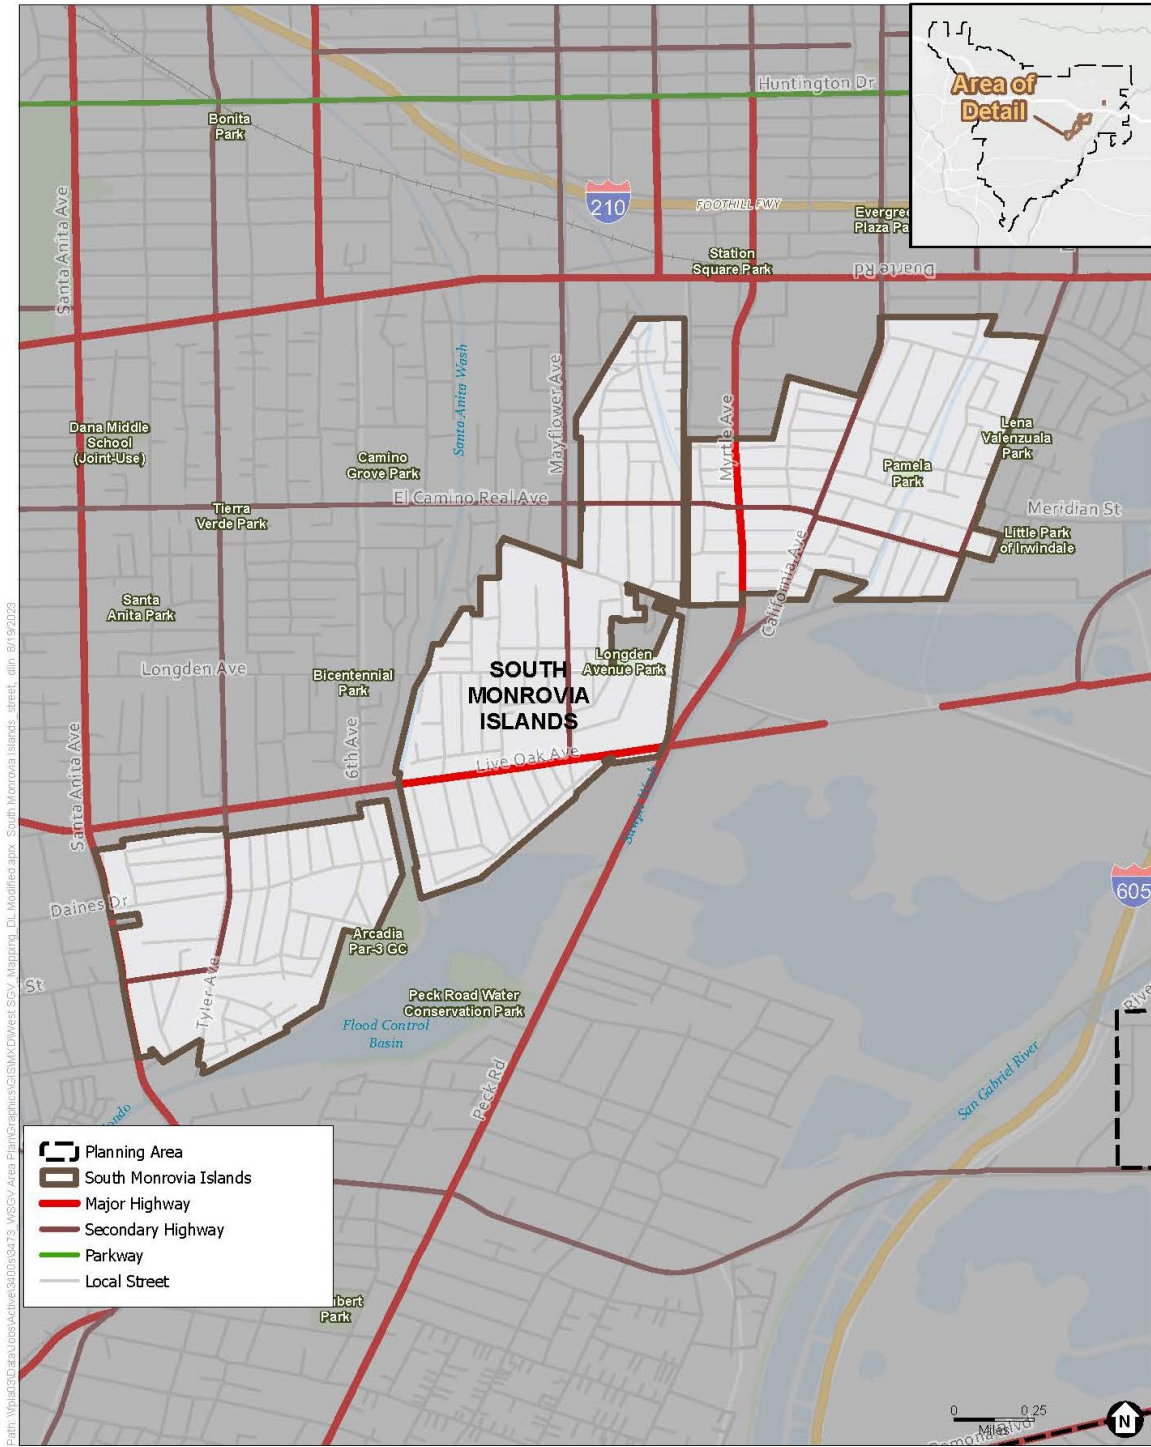 Huntington Dr
Area of
Detail
Bonita
Park
Santa Anita Ave
210
FOOTHILL FWY
Station
Square Park
Duarte Rd
Santa Anita Wash
Mayflower Ave
Myrtle Ave
Dana Middle
School
(Joint-Use)
Camino
Grove Park
Lena
Valenzuala
Park
Pamela
Park
El Camino Real Ave
Tierra
Verde Park
Meridian St
Little Park
of Irwindale
California Ave
Santa
Anita Park
Longden Ave
Bicentennial
Park
SOUTH
MONROVIA
ISLANDS
Longden
Avenue Park
6th Ave
Live Oak Ave
Santa Anita Ave
605
Daines Dr
Arcadia
Par-3 GC
St
Tyler Ave
Peck Road Water
Conservation Park
Flood Control
Basin
Peck Rd
San Gabriel River
Planning Area
South Monrovia Islands
Major Highway
Secondary Highway
Parkway
Local Street
Park
0 0.25
Miles
N